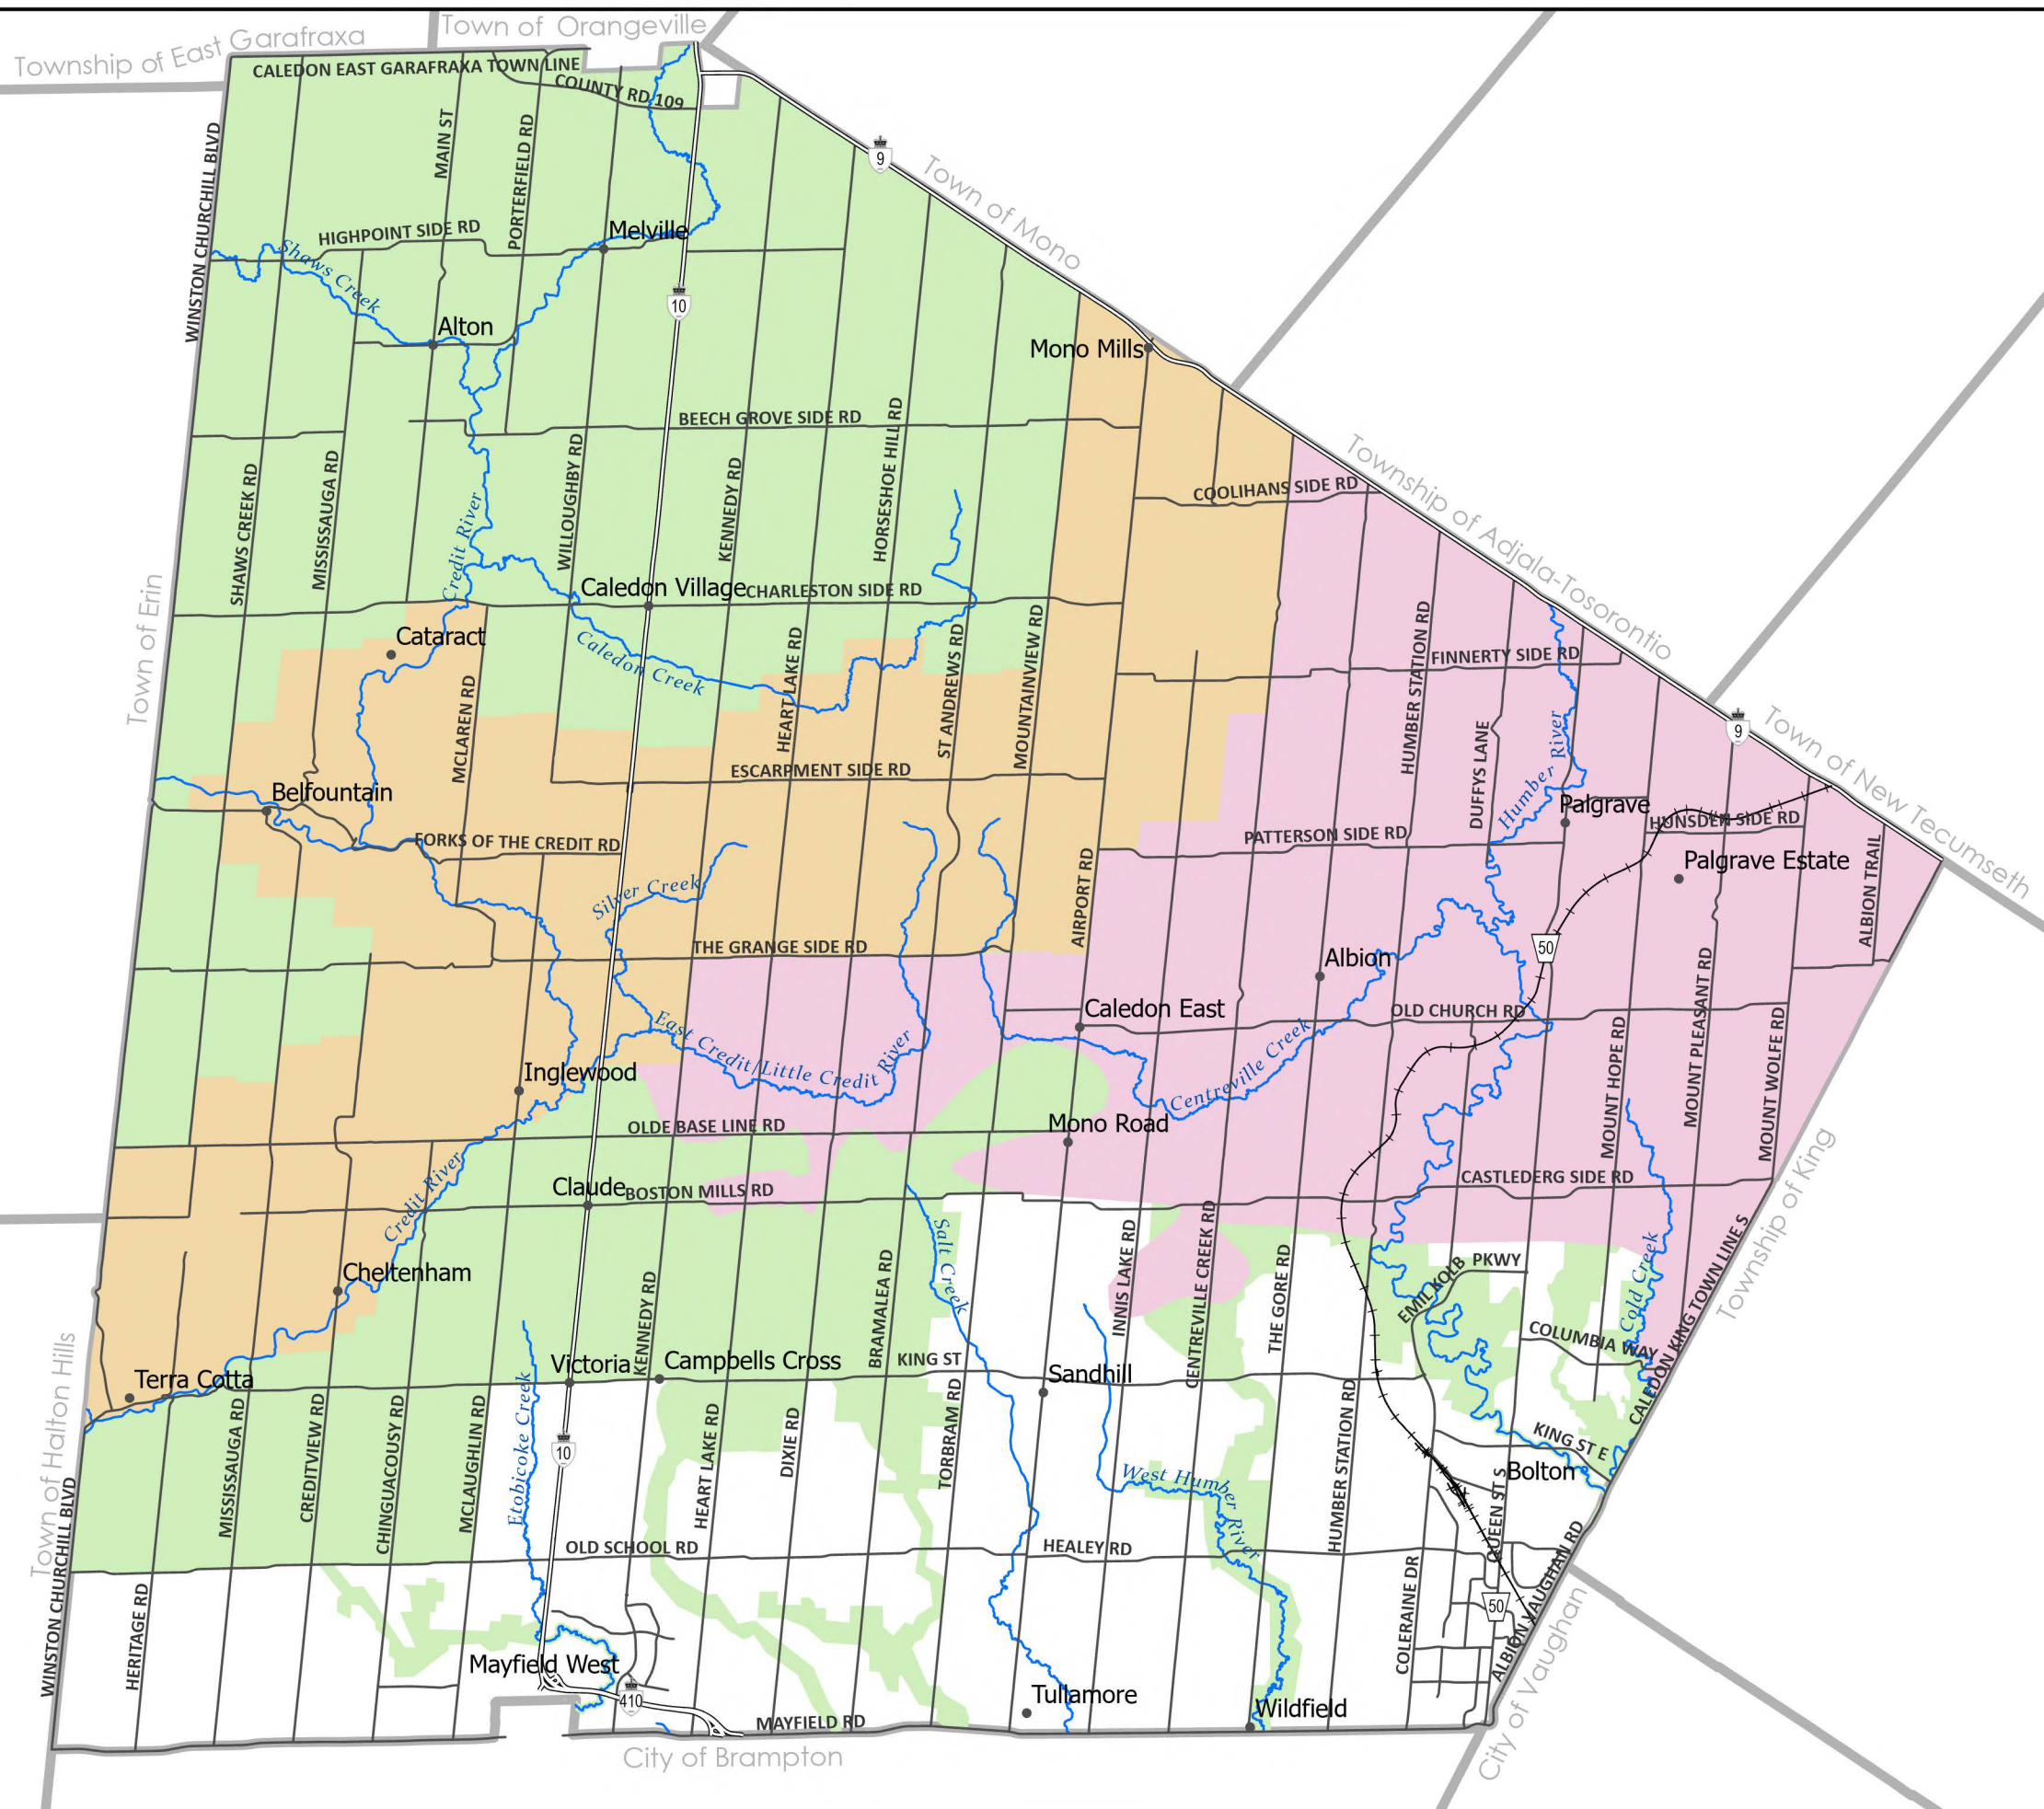 Town of Orangeville
Township of East Garafraxa
CALEDON EAST GARAFRAXA TOWN LINE
COUNTY RD 109
WINSTON CHURCHILL BLVD
MAIN ST
PORTERFIELD RD
9
Town of Mono
HIGHPOINT SIDE RD
Melville
Shaws Creek
10
Alton
Mono Mills
BEECH GROVE SIDE RD
SHAWS CREEK RD
MISSISSAUGA RD
Credit River
WILLOUGHBY RD
KENNEDY RD
HORSESHOE HILL RD
COOLIHANS SIDE RD
Township of Adjala-Tosorontio
Town of Erin
Caledon Village
CHARLESTON SIDE RD
Cataract
Caledon Creek
MCLAREN RD
HEART LAKE RD
ST ANDREWS RD
MOUNTAINVIEW RD
HUMBER STATION RD
FINNERTY SIDE RD
DUFFYS LANE
Humber River
9
Town of New Tecumseth
ESCARPMENT SIDE RD
Belfountain
FORKS OF THE CREDIT RD
PATTERSON SIDE RD
Palgrave
HUNSDEN SIDE RD
Palgrave Estate
ALBION TRAIL
Silver Creek
AIRPORT RD
THE GRANGE SIDE RD
Albion
50
Caledon East
OLD CHURCH RD
East Credit/Little Credit River
Centreville Creek
MOUNT HOPE RD
MOUNT PLEASANT RD
MOUNT WOLFE RD
Inglewood
OLDE BASE LINE RD
Mono Road
Credit River
Claude
BOSTON MILLS RD
CASTLEDERG SIDE RD
Township of King
Salt Creek
INNIS LAKE RD
CENTREVILLE CREEK RD
THE GORE RD
EMIL KOLB PKWY
Cold Creek
CALEDON KING TOWN LINE S
Cheltenham
KENNEDY RD
BRAMALEA RD
COLUMBIA WAY
Town of Halton Hills
Terra Cotta
Victoria
Campbells Cross
KING ST
Sandhill
MISSISSAUGA RD
CREDITVIEW RD
CHINGUACOUSY RD
MCLAUGHLIN RD
Etobicoke Creek
10
HEART LAKE RD
DIXIE RD
TORBRAM RD
West Humber River
HUMBER STATION RD
KING ST E
Bolton
QUEEN ST S
WINSTON CHURCHILL BLVD
OLD SCHOOL RD
HEALEY RD
HERITAGE RD
COLERAINE DR
50
ALBION VAUGHAN RD
City of Vaughan
Mayfield West
410
Tullamore
Wildfield
MAYFIELD RD
City of Brampton